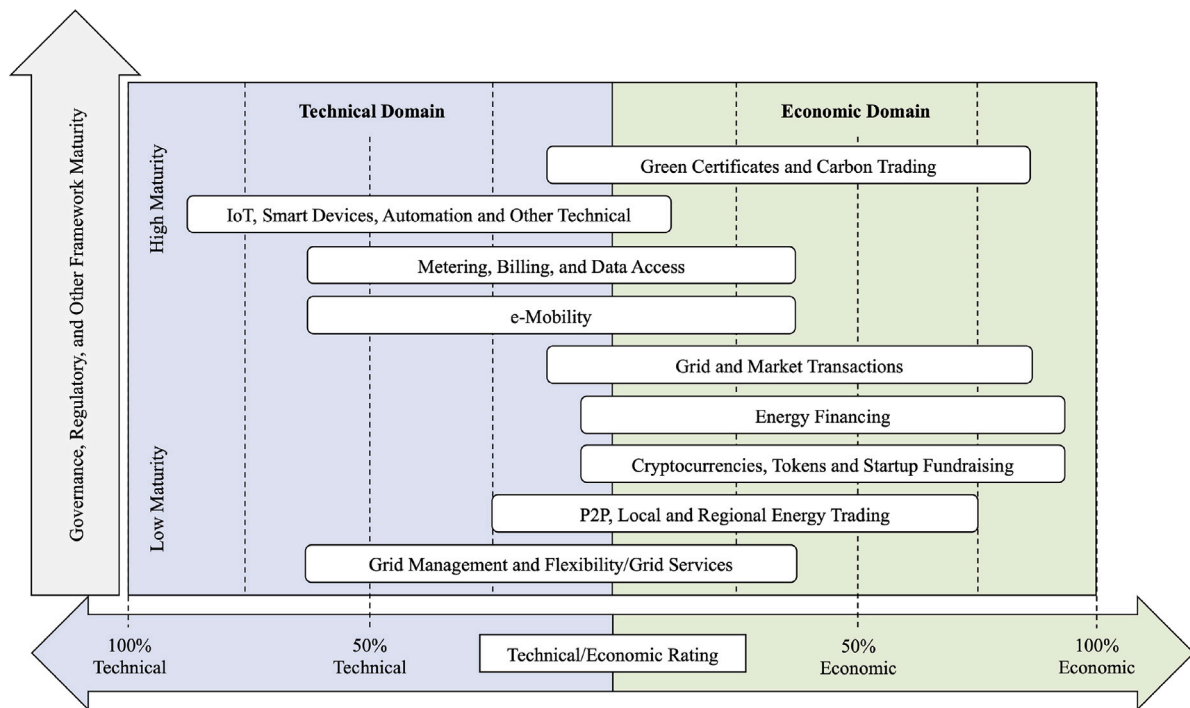 Governance, Regulatory, and Other Framework Maturity
High Maturity
Low Maturity
Technical Domain
Economic Domain
Green Certificates and Carbon Trading
IoT, Smart Devices, Automation and Other Technical
Metering, Billing, and Data Access
e-Mobility
Grid and Market Transactions
Energy Financing
Cryptocurrencies, Tokens and Startup Fundraising
P2P, Local and Regional Energy Trading
Grid Management and Flexibility/Grid Services
100%
Technical
50%
Technical
Technical/Economic Rating
50%
Economic
100%
Economic